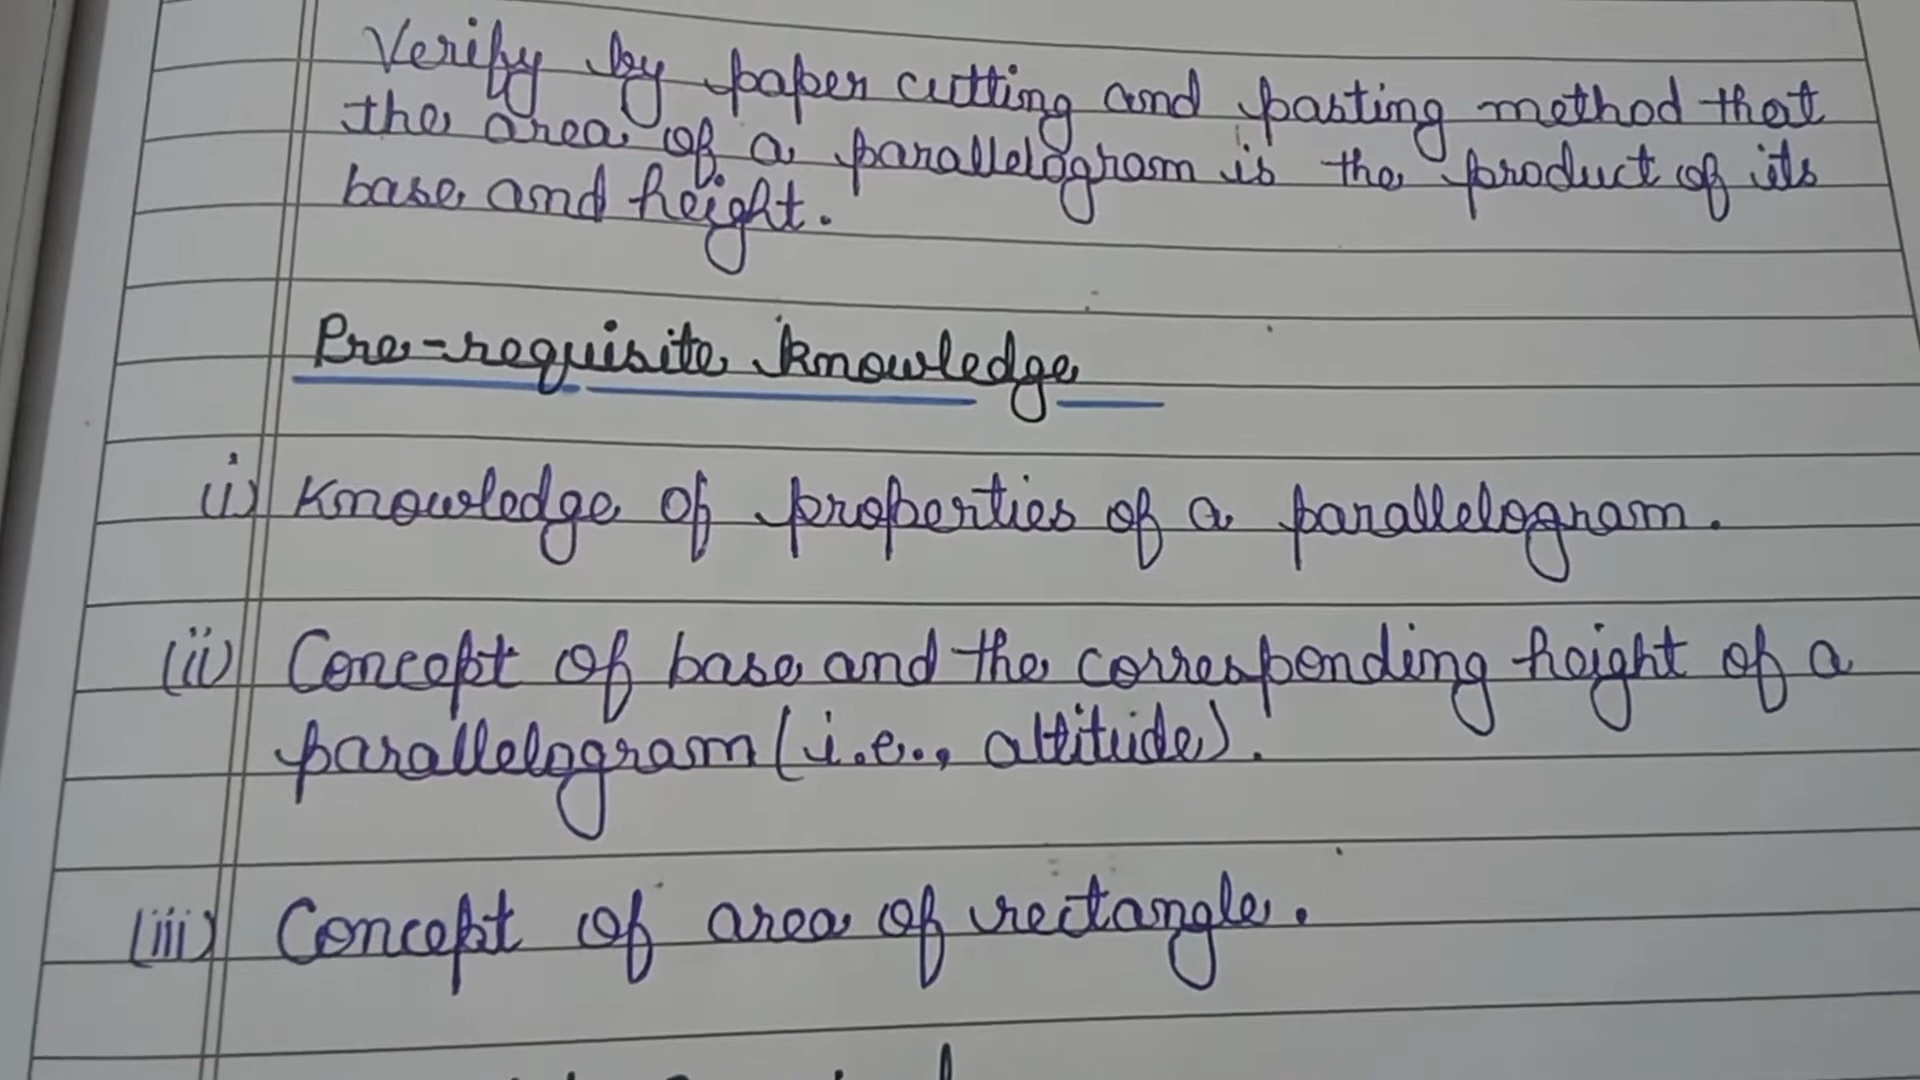 Verify by paper cutting and pasting method that
the area of a parallelogram is the product of its
base and height.
Pre-requisite knowledge
(i) Knowledge of properties of a parallelogram.
(ii) Concept of base and the corresponding height of a
parallelogram (i.e., altitude).
(iii) Concept of area of rectangle.